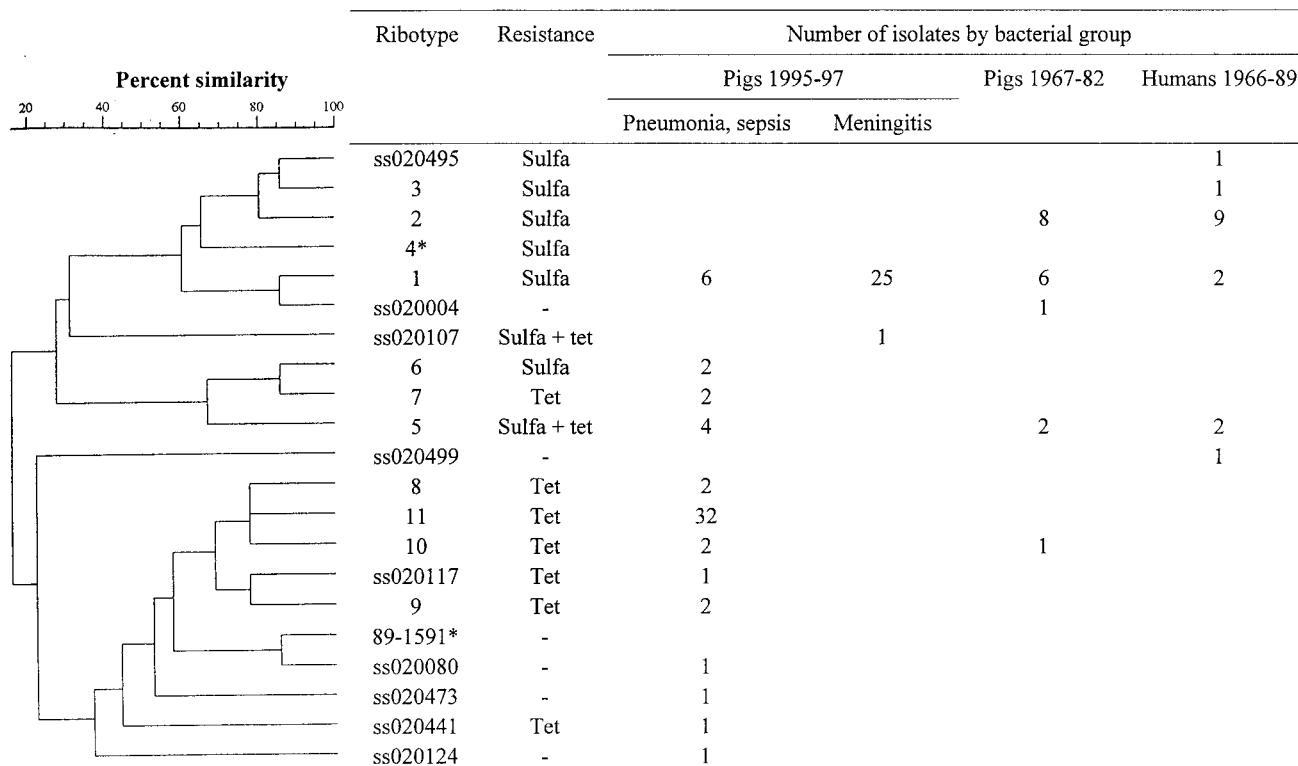 Ribotype Resistance Number of isolates by bacterial group
Percent similarity Pigs 1995-97 Pigs 1967-82 Humans 1966-89
20 40 60 80 100
Pneumonia, sepsis Meningitis
ss020495 Sulfa 1
3 Sulfa 1
2 Sulfa 8 9
4* Sulfa
1 Sulfa 6 25 6 2
ss020004 - 1
ss020107 Sulfa + tet 1
6 Sulfa 2
7 Tet 2
5 Sulfa + tet 4 2 2
ss020499 - 1
8 Tet 2
11 Tet 32
10 Tet 2 1
ss020117 Tet 1
9 Tet 2
89-1591* -
ss020080 - 1
ss020473 - 1
ss020441 Tet 1
ss020124 - 1